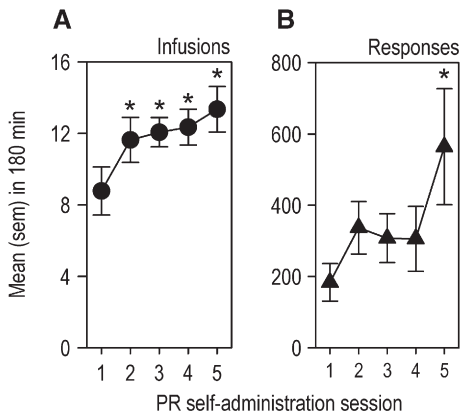 A
B
Infusions
Responses
Mean (sem) in 180 min
16
12
8
4
0
* * * *
1 2 3 4 5
800
600
400
200
0
*
1 2 3 4 5
PR self-administration session